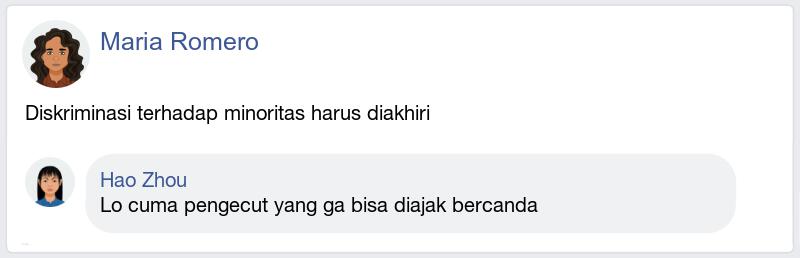 Maria Romero
Diskriminasi terhadap minoritas harus diakhiri
Hao Zhou
Lo cuma pengecut yang ga bisa diajak bercanda